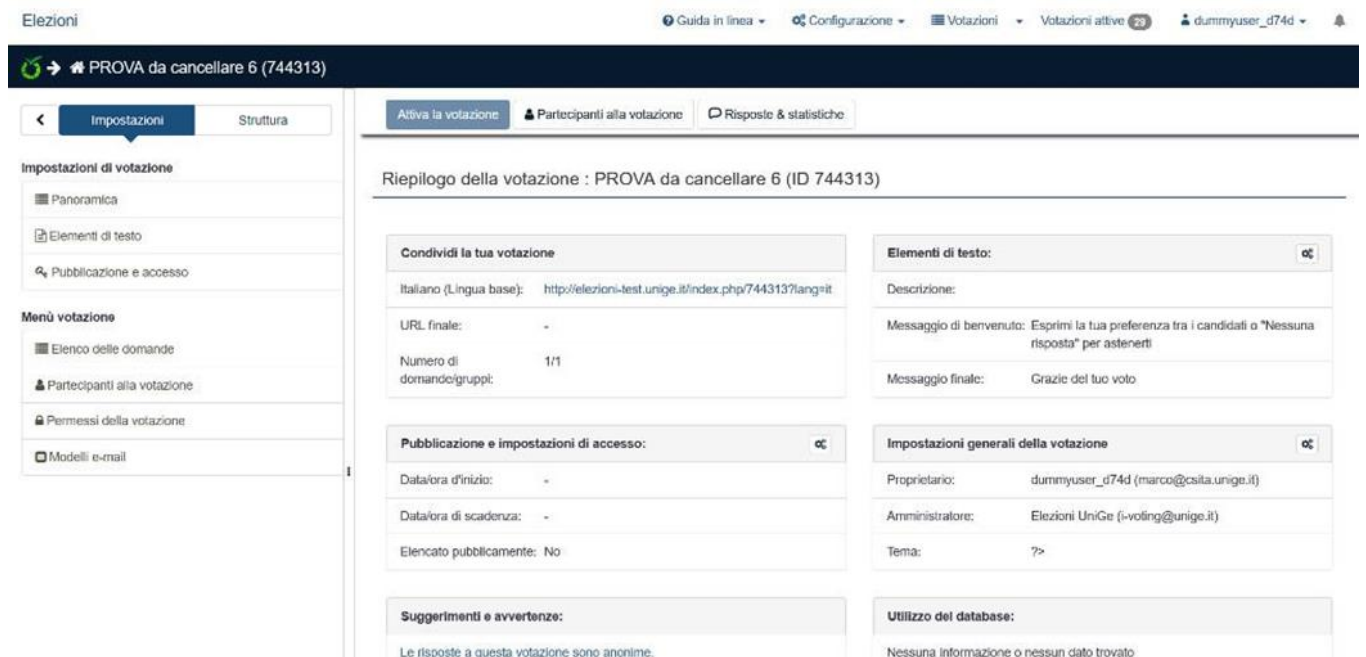 Elezioni
Guida in linea
Configurazione
Votazioni
Votazioni attive 29
dummyuser_d74d
PROVA da cancellare 6 (744313)
Impostazioni
Struttura
Impostazioni di votazione
Panoramica
Elementi di testo
Pubblicazione e accesso
Menù votazione
Elenco delle domande
Partecipanti alla votazione
Permessi della votazione
Modelli e-mail
Attiva la votazione
Partecipanti alla votazione
Risposte & statistiche
Riepilogo della votazione : PROVA da cancellare 6 (ID 744313)
Condividi la tua votazione
Italiano (Lingua base): http://elezioni-test.unige.it/index.php/744313?lang=it
URL finale: -
Numero di 1/1
domande/gruppi:
Elementi di testo:
Descrizione:
Messaggio di benvenuto: Esprimi la tua preferenza tra i candidati o "Nessuna
risposta" per astenerti
Messaggio finale: Grazie del tuo voto
Pubblicazione e impostazioni di accesso:
Data/ora d'inizio: -
Data/ora di scadenza: -
Elencato pubblicamente: No
Impostazioni generali della votazione
Proprietario: dummyuser_d74d (marco@csita.unige.it)
Amministratore: Elezioni UniGe (i-voting@unige.it)
Tema: ?>
Suggerimenti e avvertenze:
Le risposte a questa votazione sono anonime.
Utilizzo del database:
Nessuna informazione o nessun dato trovato